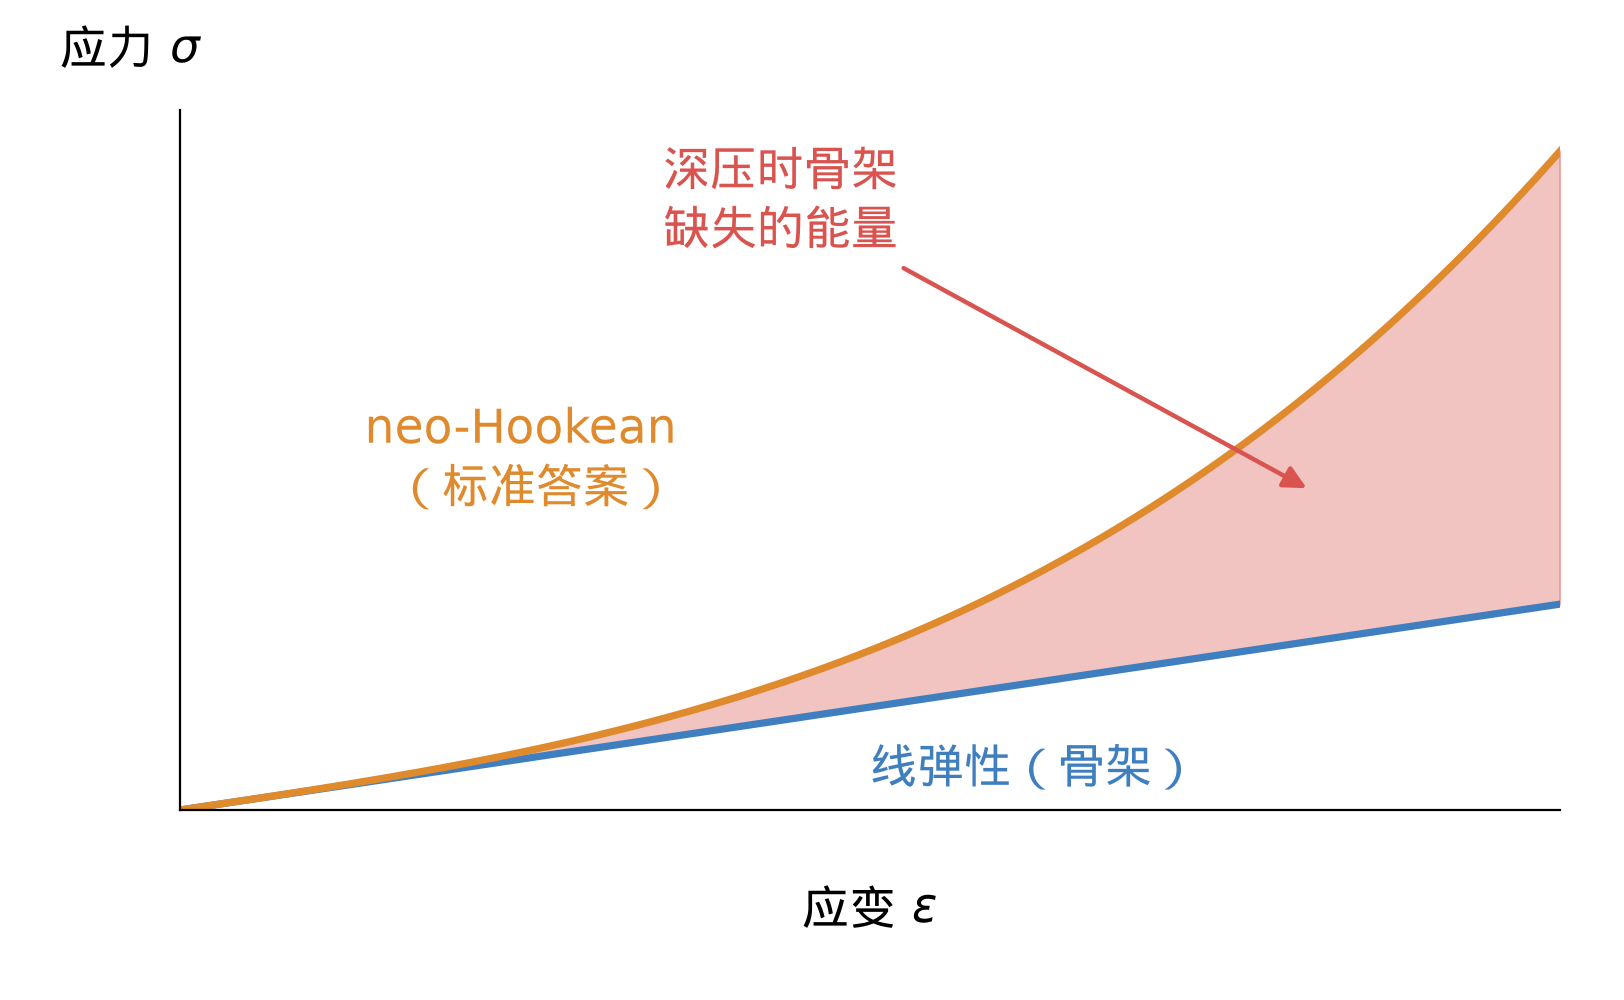 应力 σ
深压时骨架
缺失的能量
neo-Hookean
（标准答案）
线弹性（骨架）
应变 ε